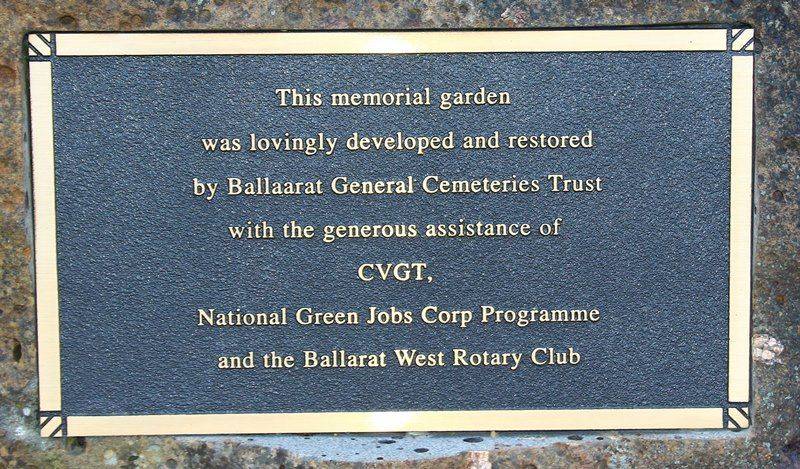 This memorial garden
was lovingly developed and restored
by Ballaarat General Cemeteries Trust
with the generous assistance of
CVGT,
National Green Jobs Corp Programme
and the Ballarat West Rotary Club